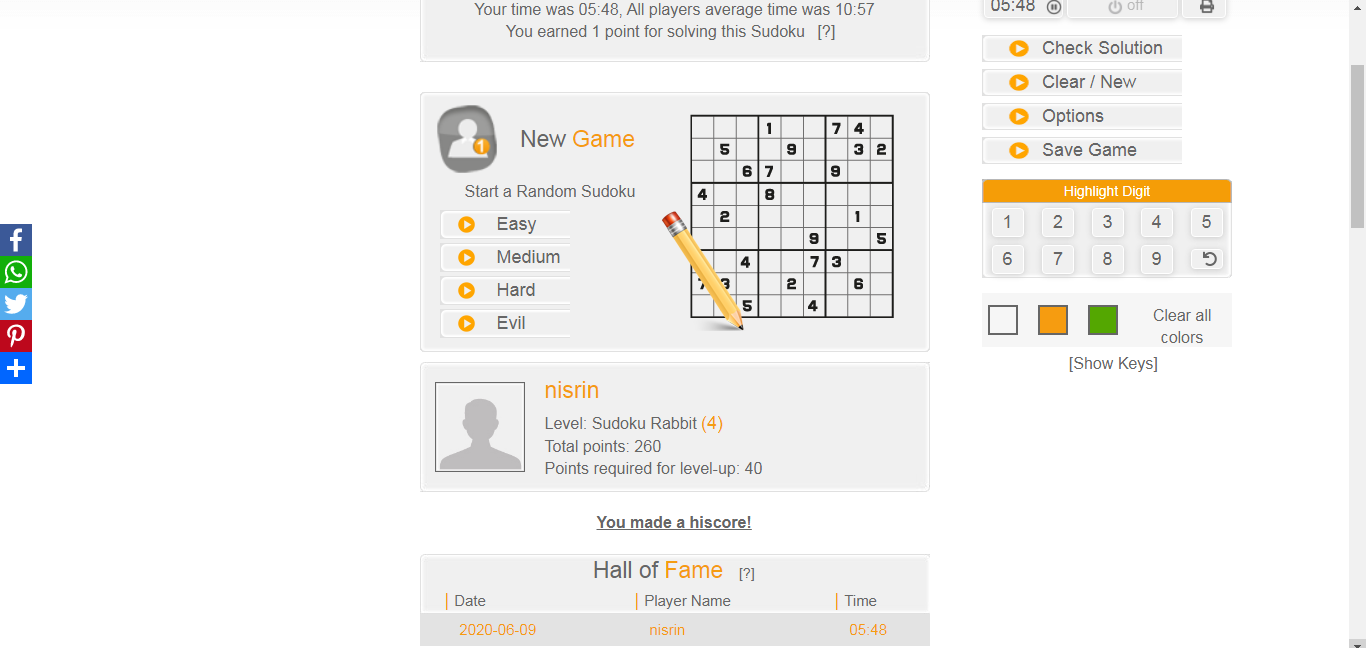 Your time was 05:48, All players average time was 10:57
You earned 1 point for solving this Sudoku [?]
New Game
1
Start a Random Sudoku
Easy
Medium
Hard
Evil
1 7 4
5 9 3 2
6 7 9
4 8
2 1
9 5
4 7 3
2 6
5 4
nisrin
Level: Sudoku Rabbit (4)
Total points: 260
Points required for level-up: 40
You made a hiscore!
Hall of Fame [?]
Date Player Name Time
2020-06-09 nisrin 05:48
05:48 off
Check Solution
Clear / New
Options
Save Game
Highlight Digit
1 2 3 4 5
6 7 8 9
Clear all
colors
[Show Keys]